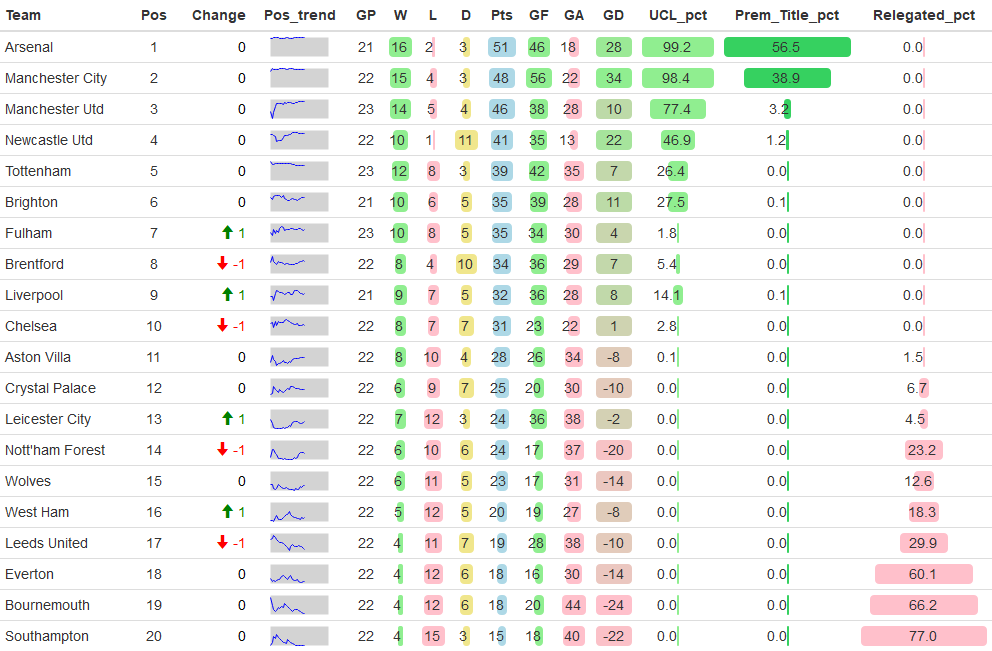 Team Pos Change Pos_trend GP W L D Pts GF GA GD UCL_pct Prem_Title_pct Relegated_pct
Arsenal 1 0 21 16 2 3 51 46 18 28 99.2 56.5 0.0
Manchester City 2 0 22 15 4 3 48 56 22 34 98.4 38.9 0.0
Manchester Utd 3 0 23 14 5 4 46 38 28 10 77.4 3.2 0.0
Newcastle Utd 4 0 22 10 1 11 41 35 13 22 46.9 1.2 0.0
Tottenham 5 0 23 12 8 3 39 42 35 7 26.4 0.0 0.0
Brighton 6 0 21 10 6 5 35 39 28 11 27.5 0.1 0.0
Fulham 7 1 23 10 8 5 35 34 30 4 1.8 0.0 0.0
Brentford 8 -1 22 8 4 10 34 36 29 7 5.4 0.0 0.0
Liverpool 9 1 21 9 7 5 32 36 28 8 14.1 0.1 0.0
Chelsea 10 -1 22 8 7 7 31 23 22 1 2.8 0.0 0.0
Aston Villa 11 0 22 8 10 4 28 26 34 -8 0.1 0.0 1.5
Crystal Palace 12 0 22 6 9 7 25 20 30 -10 0.0 0.0 6.7
Leicester City 13 1 22 7 12 3 24 36 38 -2 0.0 0.0 4.5
Nott'ham Forest 14 -1 22 6 10 6 24 17 37 -20 0.0 0.0 23.2
Wolves 15 0 22 6 11 5 23 17 31 -14 0.0 0.0 12.6
West Ham 16 1 22 5 12 5 20 19 27 -8 0.0 0.0 18.3
Leeds United 17 -1 22 4 11 7 19 28 38 -10 0.0 0.0 29.9
Everton 18 0 22 4 12 6 18 16 30 -14 0.0 0.0 60.1
Bournemouth 19 0 22 4 12 6 18 20 44 -24 0.0 0.0 66.2
Southampton 20 0 22 4 15 3 15 18 40 -22 0.0 0.0 77.0